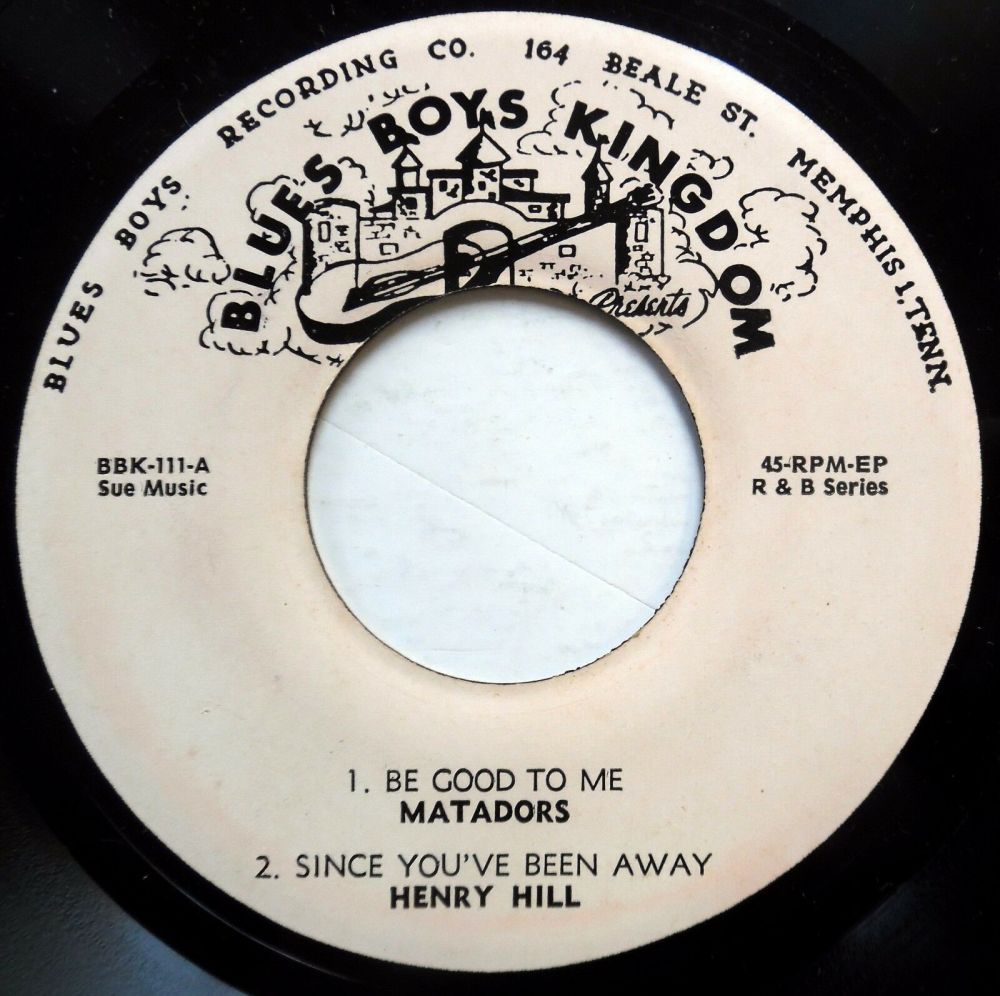 BLUES BOYS RECORDING CO. 164 BEALE ST. MEMPHIS 1, TENN.
BLUES BOYS KINGDOM
Presents
BBK-111-A
Sue Music
45-RPM-EP
R & B Series
1. BE GOOD TO ME
MATADORS
2. SINCE YOU'VE BEEN AWAY
HENRY HILL